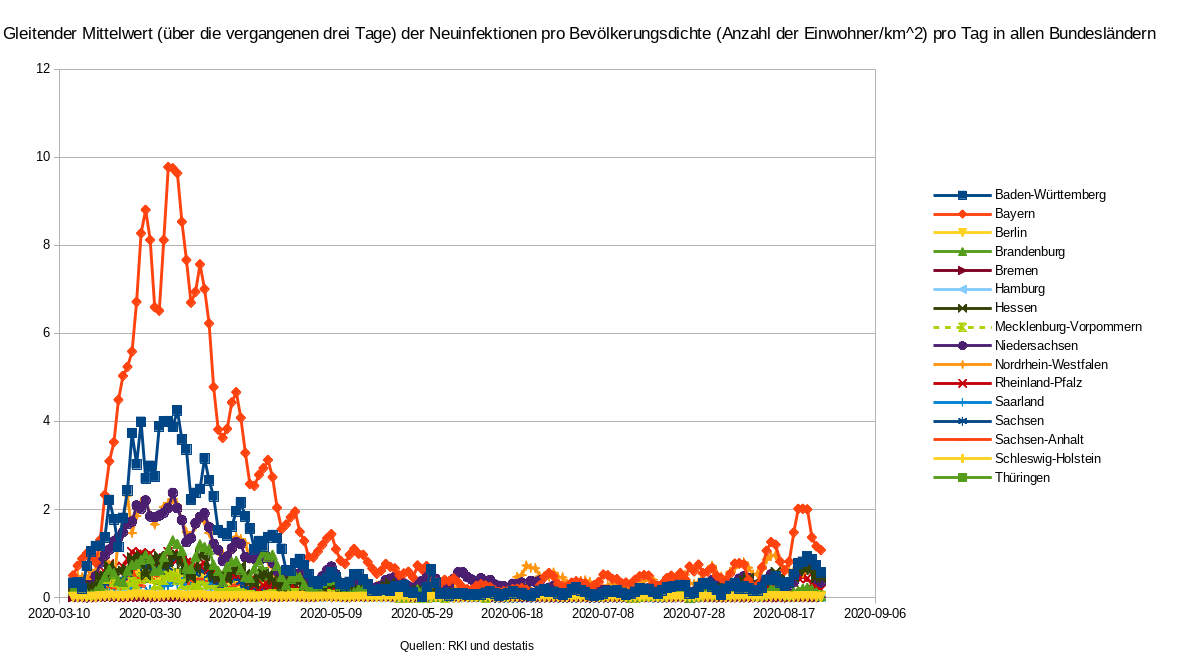 Gleitender Mittelwert (über die vergangenen drei Tage) der Neuinfektionen pro Bevölkerungsdichte (Anzahl der Einwohner/km^2) pro Tag in allen Bundesländern
12
10
8
6
4
2
0
2020-03-10 2020-03-30 2020-04-19 2020-05-09 2020-05-29 2020-06-18 2020-07-08 2020-07-28 2020-08-17 2020-09-06
Quellen: RKI und destatis
Baden-Württemberg
Bayern
Berlin
Brandenburg
Bremen
Hamburg
Hessen
Mecklenburg-Vorpommern
Niedersachsen
Nordrhein-Westfalen
Rheinland-Pfalz
Saarland
Sachsen
Sachsen-Anhalt
Schleswig-Holstein
Thüringen